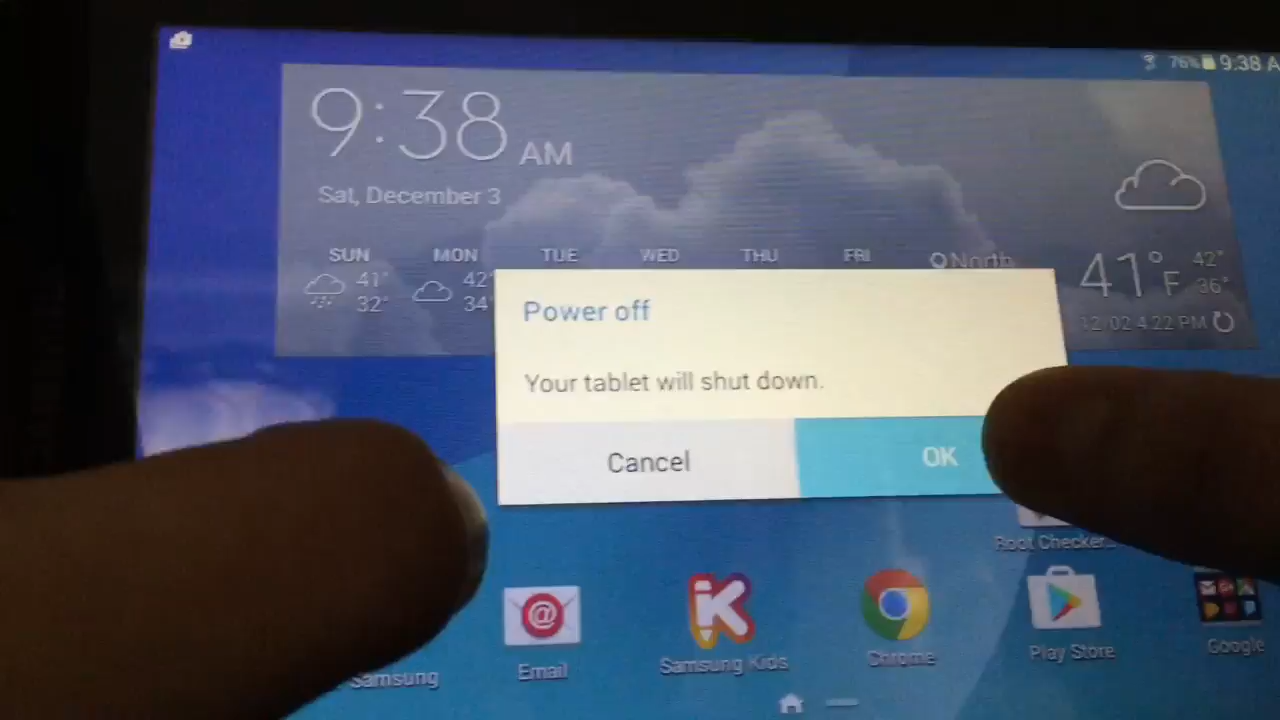 76% 9:38 A
9:38 AM
Sat, December 3
SUN MON TUE WED THU FRI North
41° 42° 41°F 42°
32° 34° 36°
12/02 4:22 PM
Power off
Your tablet will shut down.
Cancel OK
Root Checker
Samsung Email Samsung Kids Chrome Play Store Google